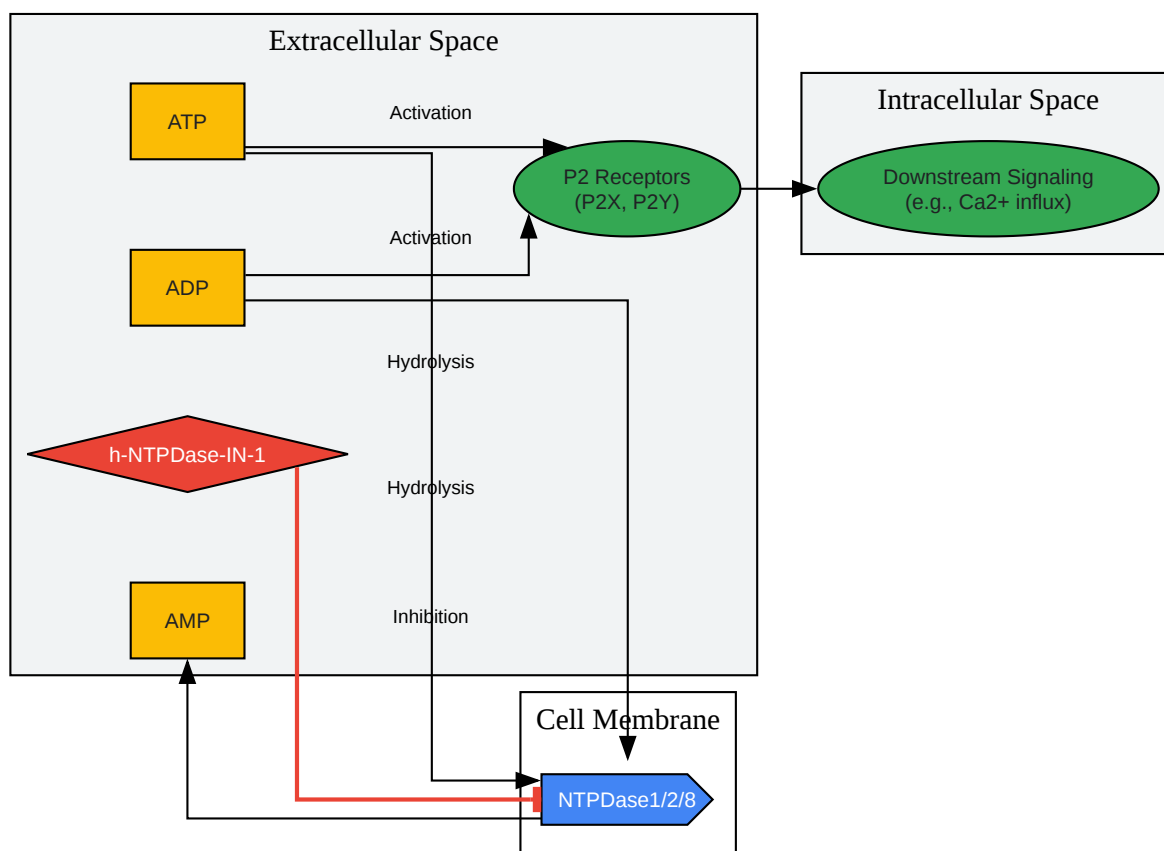 Extracellular Space
Intracellular Space
ATP
Activation
P2 Receptors
(P2X, P2Y)
Downstream Signaling
(e.g., Ca2+ influx)
Activation
ADP
Hydrolysis
h-NTPDase-IN-1
Hydrolysis
AMP
Inhibition
Cell Membrane
NTPDase1/2/8